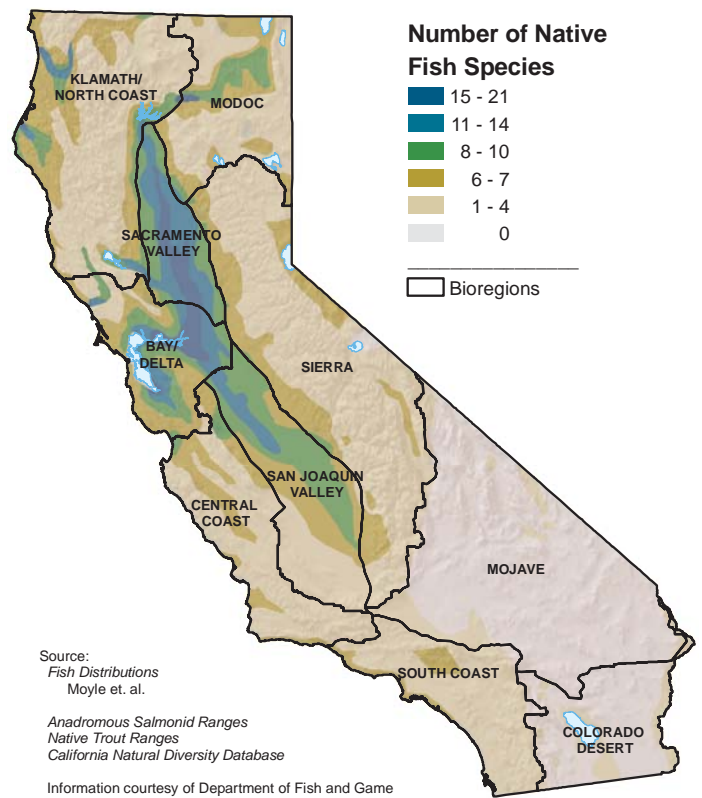 Number of Native
Fish Species
15 - 21
11 - 14
8 - 10
6 - 7
1 - 4
0
Bioregions
KLAMATH/
NORTH COAST
MODOC
SACRAMENTO
VALLEY
BAY/
DELTA
SIERRA
SAN JOAQUIN
VALLEY
CENTRAL
COAST
MOJAVE
SOUTH COAST
COLORADO
DESERT
Source:
Fish Distributions
Moyle et. al.
Anadromous Salmonid Ranges
Native Trout Ranges
California Natural Diversity Database
Information courtesy of Department of Fish and Game